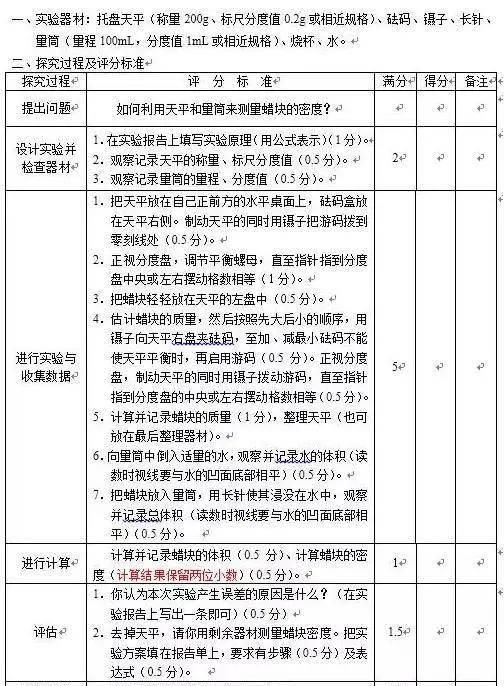 一、实验器材：托盘天平（称量 200g、标尺分度值 0.2g 或相近规格）、砝码、镊子、长针、
量筒（量程 100mL，分度值 1mL 或相近规格）、烧杯、水。
二、探究过程及评分标准
探究过程 评 分 标 准 满分 得分 备注
提出问题 如何利用天平和量筒来测量蜡块的密度？
设计实验并
检查器材
1.在实验报告上填写实验原理（用公式表示）（1 分）。
2．观察记录天平的称量、标尺分度值（0.5 分）。
3．观察记录量筒的量程、分度值（0.5 分）。
2
进行实验与
收集数据
1．把天平放在自己正前方的水平桌面上，砝码盒放
在天平右侧。制动天平的同时用镊子把游码拨到
零刻线处（0.5 分）。
2．正视分度盘，调节平衡螺母，直至指针指到分度
盘中央或左右摆动格数相等（1 分）。
3．把蜡块轻轻放在天平的左盘中（0.5 分）。
4．估计蜡块的质量，然后按照先大后小的顺序，用
镊子向天平右盘夹砝码，至加、减最小砝码不能
使天平平衡时，再启用游码（0.5 分）。正视分度
盘，制动天平的同时用镊子拨动游码，直至指针
指到分度盘的中央或左右摆动格数相等（0.5 分）。
5．计算并记录蜡块的质量（1 分），整理天平（也可
放在最后整理器材）。
6.向量筒中倒入适量的水，观察并记录水的体积（读
数时视线要与水的凹面底部相平）（0.5 分）。
7．把蜡块放入量筒，用长针使其浸没在水中，观察
并记录总体积（读数时视线要与水的凹面底部相
平）（0.5 分）。
5
进行计算
计算并记录蜡块的体积（0.5 分）、计算蜡块的密
度（计算结果保留两位小数）（0.5 分）。
1
评估
1．你认为本次实验产生误差的原因是什么？（在实
验报告上写出一条即可）（0.5 分）
2．去掉天平，请你用剩余器材测量蜡块密度。把实
验方案填在报告单上，要求有步骤（0.5 分）及表
达式（0.5 分）。
1.5